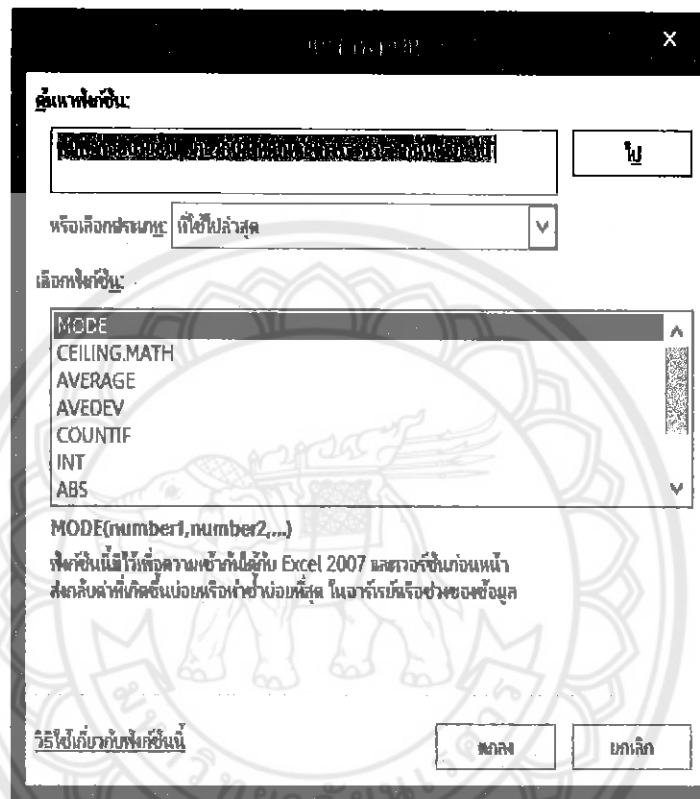 X
ค้นหาฟังก์ชัน:
ไป
หรือเลือกประเภท: ที่ใช้ไปล่าสุด
เลือกฟังก์ชัน:
MODE
CEILING.MATH
AVERAGE
AVEDEV
COUNTIF
INT
ABS
MODE(number1,number2,...)
ฟังก์ชันนี้มีไว้เพื่อความเข้ากันได้กับ Excel 2007 และเวอร์ชันก่อนหน้า
ส่งกลับค่าที่เกิดขึ้นบ่อยหรือทำซ้ำบ่อยที่สุด ในอาร์เรย์หรือช่วงของข้อมูล
วิธีใช้เกี่ยวกับฟังก์ชันนี้
ตกลง
ยกเลิก